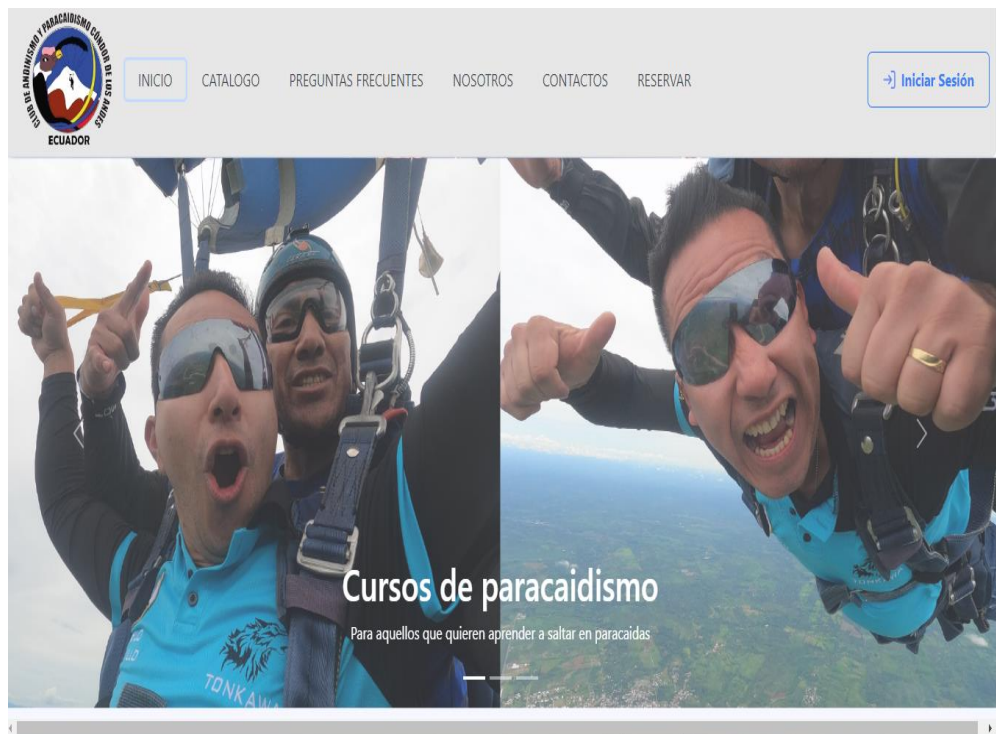 CLUB DE ANDINISMO Y PARACAIDISMO CÓNDOR DE LOS ANDES
ECUADOR
INICIO
CATALOGO
PREGUNTAS FRECUENTES
NOSOTROS
CONTACTOS
RESERVAR
Iniciar Sesión
Cursos de paracaidismo
Para aquellos que quieren aprender a saltar en paracaidas
TONKAWA